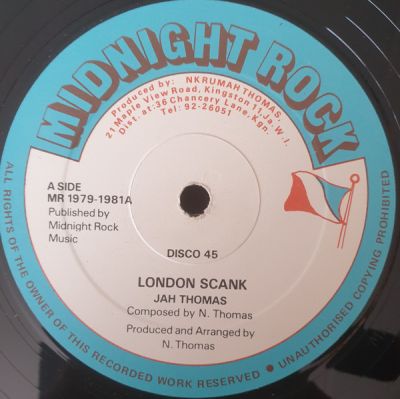 MIDNIGHT ROCK
Produced by: NKRUMAH THOMAS,
21 Maple View Road, Kingston 11, Ja. W.I.
Dist. at: 36 Chancery Lane, Kgn.
Tel: 92-26051
A SIDE
MR 1979-1981A
Published by
Midnight Rock
Music
DISCO 45
LONDON SCANK
JAH THOMAS
Composed by N. Thomas
Produced and Arranged by
N. Thomas
ALL RIGHTS OF THE OWNER OF THIS RECORDED WORK RESERVED • UNAUTHORISED COPYING PROHIBITED